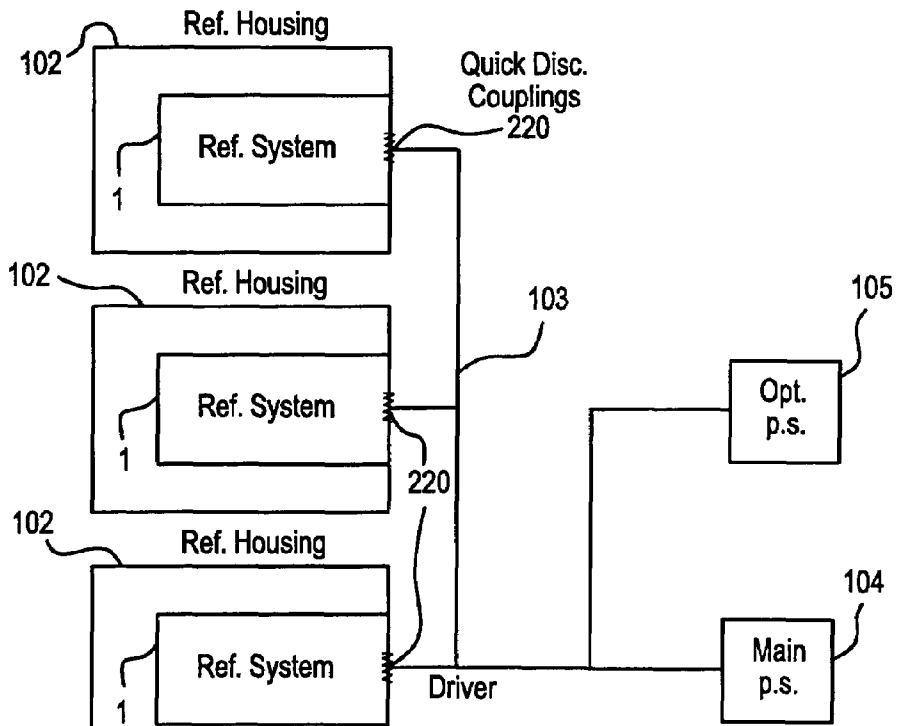 Ref. Housing
102
Quick Disc.
Couplings
220
Ref. System
1
Ref. Housing
102
103
105
Ref. System
Opt.
p.s.
1
220
Ref. Housing
102
104
Ref. System
Main
p.s.
1
Driver